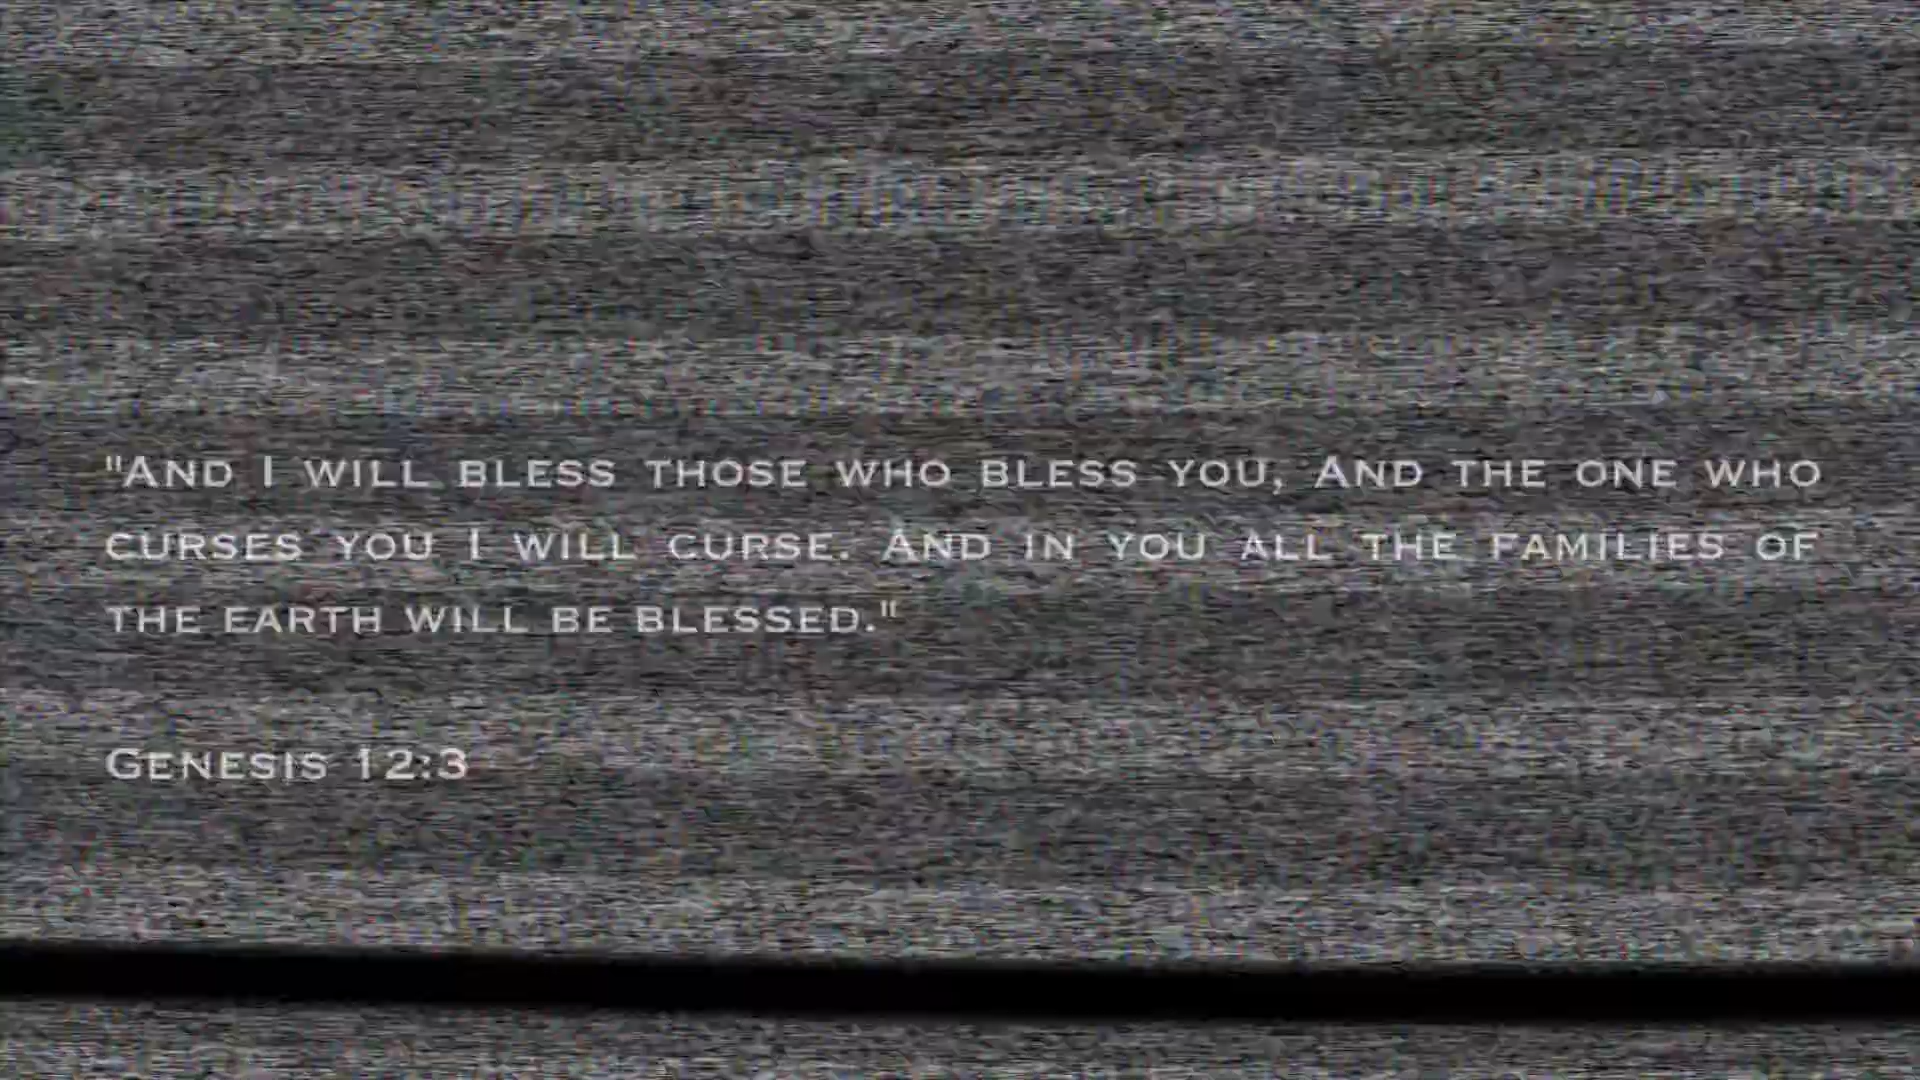 "And I will bless those who bless you, And the one who
curses you I will curse. And in you all the families of
the earth will be blessed."
Genesis 12:3